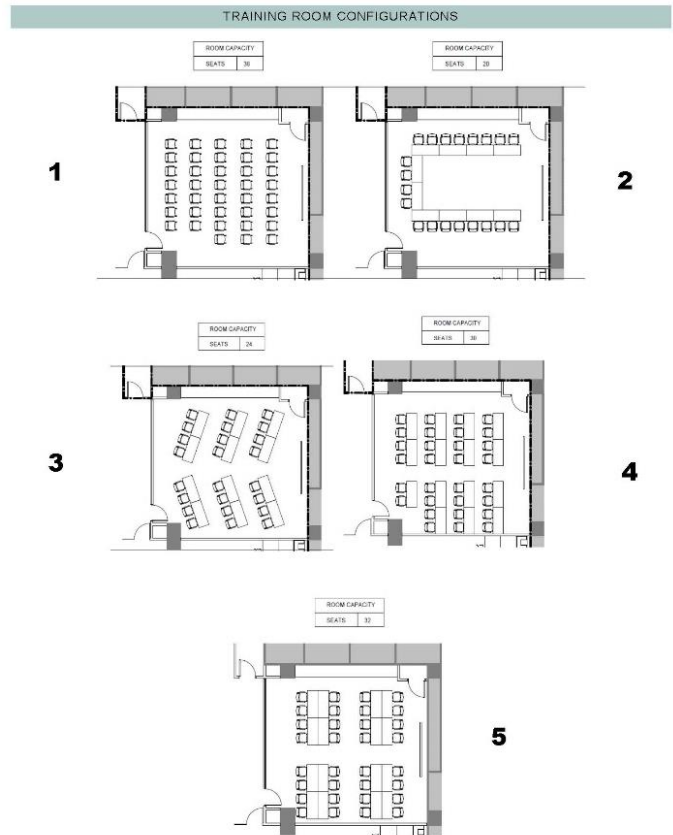 TRAINING ROOM CONFIGURATIONS
ROOM CAPACITY
SEATS
ROOM CAPACITY
SEATS 20
1
2
ROOM CAPACITY
SEATS 24
ROOM CAPACITY
SEATS 30
3
4
ROOM CAPACITY
SEATS 32
5